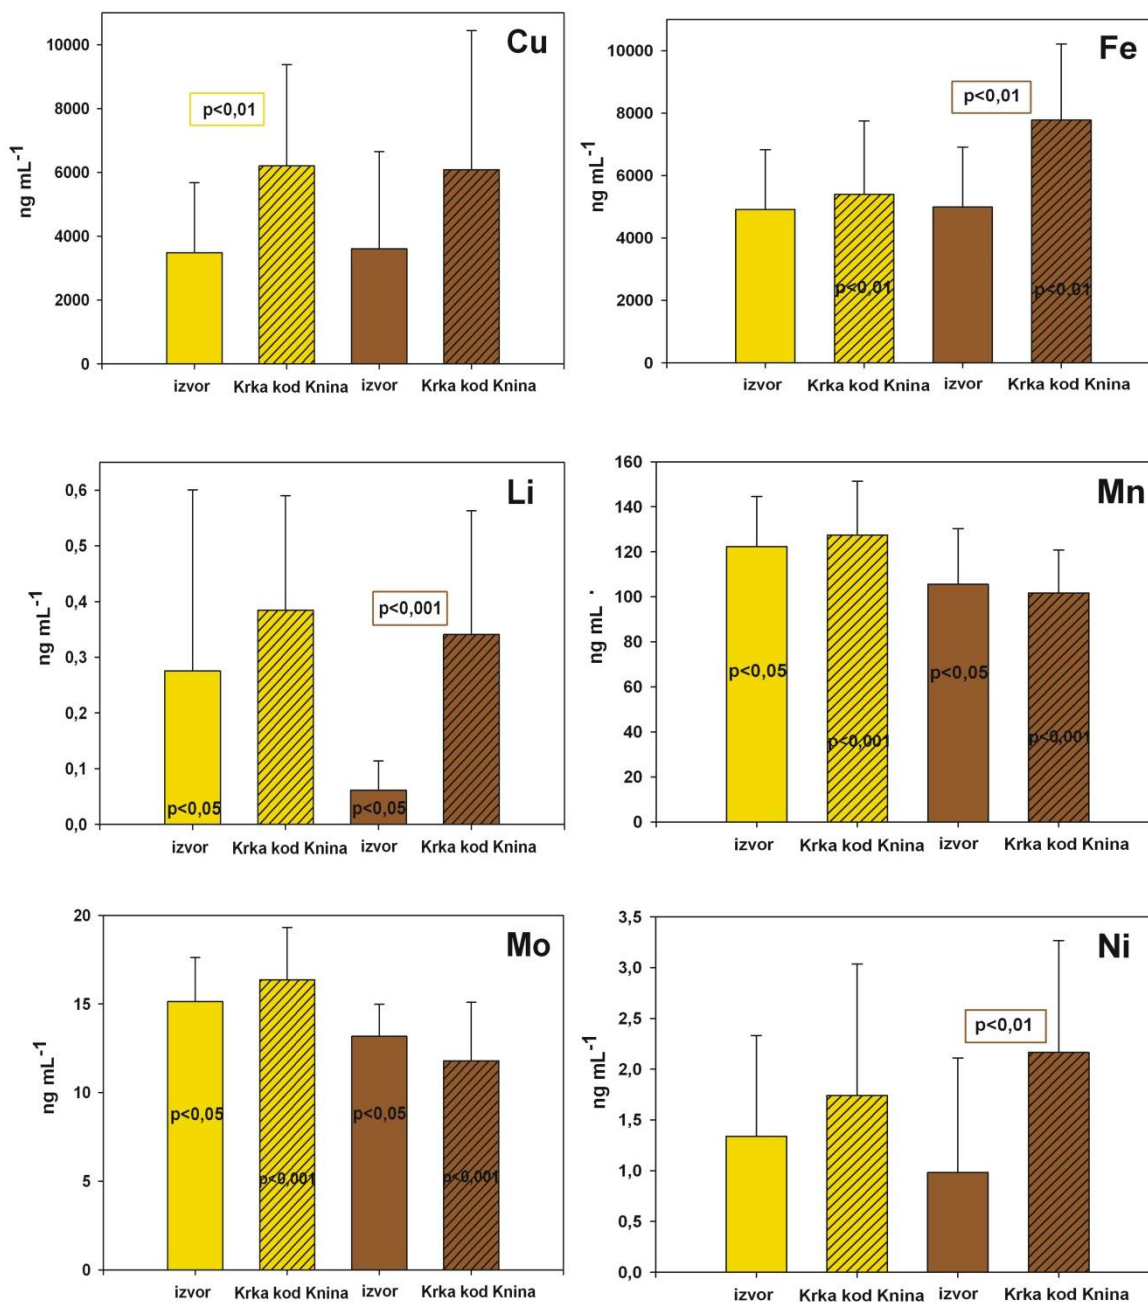 Cu
10000
8000
6000
4000
2000
0
ng mL⁻¹
p<0,01
izvor Krka kod Knina izvor Krka kod Knina
Fe
10000
8000
6000
4000
2000
0
ng mL⁻¹
p<0,01
p<0,01 p<0,01
izvor Krka kod Knina izvor Krka kod Knina
Li
0,6
0,5
0,4
0,3
0,2
0,1
0,0
ng mL⁻¹
p<0,001
p<0,05 p<0,05
izvor Krka kod Knina izvor Krka kod Knina
Mn
160
140
120
100
80
60
40
20
0
ng mL
p<0,05 p<0,05
p<0,001 p<0,001
izvor Krka kod Knina izvor Krka kod Knina
Mo
20
15
10
5
0
ng mL⁻¹
p<0,05 p<0,05
p<0,001 p<0,001
izvor Krka kod Knina izvor Krka kod Knina
Ni
3,5
3,0
2,5
2,0
1,5
1,0
0,5
0,0
ng mL⁻¹
p<0,01
izvor Krka kod Knina izvor Krka kod Knina